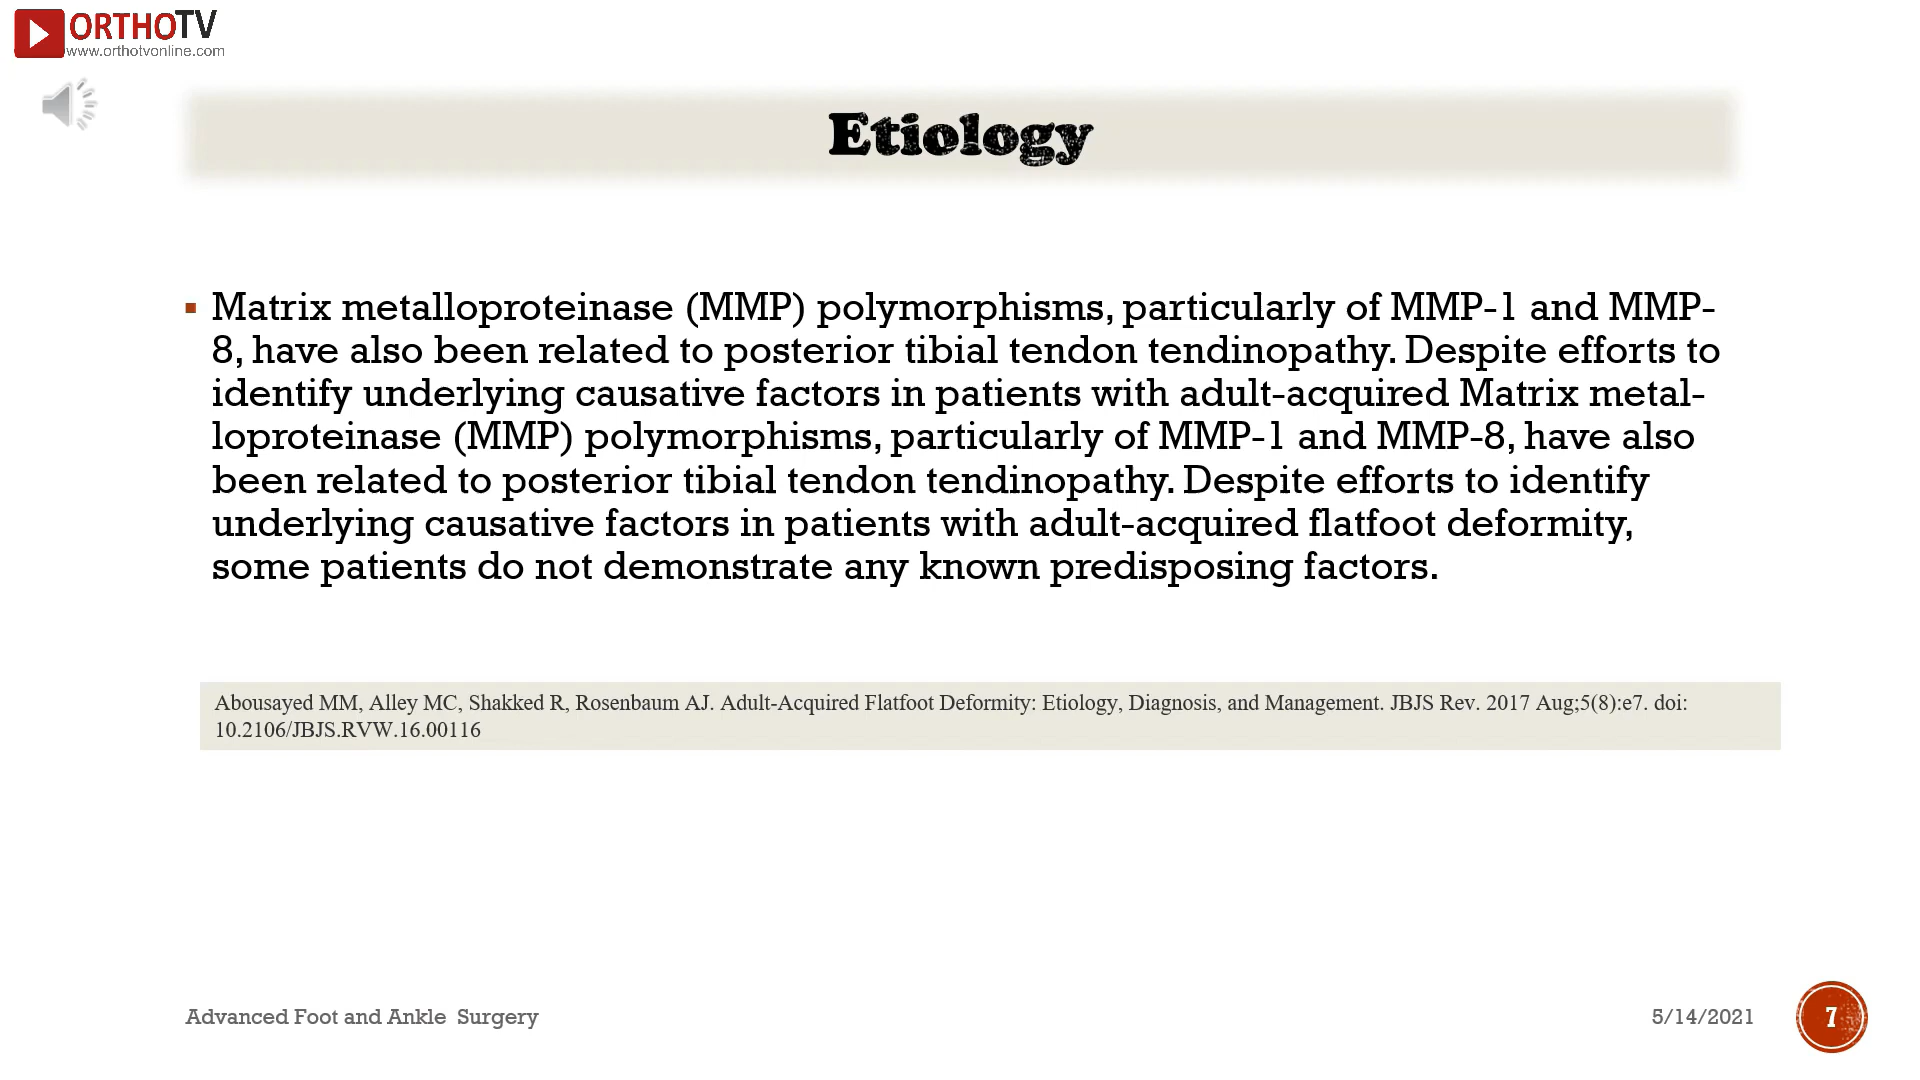 ORTHOTV
www.orthotvonline.com
Etiology
▪ Matrix metalloproteinase (MMP) polymorphisms, particularly of MMP-1 and MMP-
8, have also been related to posterior tibial tendon tendinopathy. Despite efforts to
identify underlying causative factors in patients with adult-acquired Matrix metal-
loproteinase (MMP) polymorphisms, particularly of MMP-1 and MMP-8, have also
been related to posterior tibial tendon tendinopathy. Despite efforts to identify
underlying causative factors in patients with adult-acquired flatfoot deformity,
some patients do not demonstrate any known predisposing factors.
Abousayed MM, Alley MC, Shakked R, Rosenbaum AJ. Adult-Acquired Flatfoot Deformity: Etiology, Diagnosis, and Management. JBJS Rev. 2017 Aug;5(8):e7. doi:
10.2106/JBJS.RVW.16.00116
Advanced Foot and Ankle  Surgery
5/14/2021
7